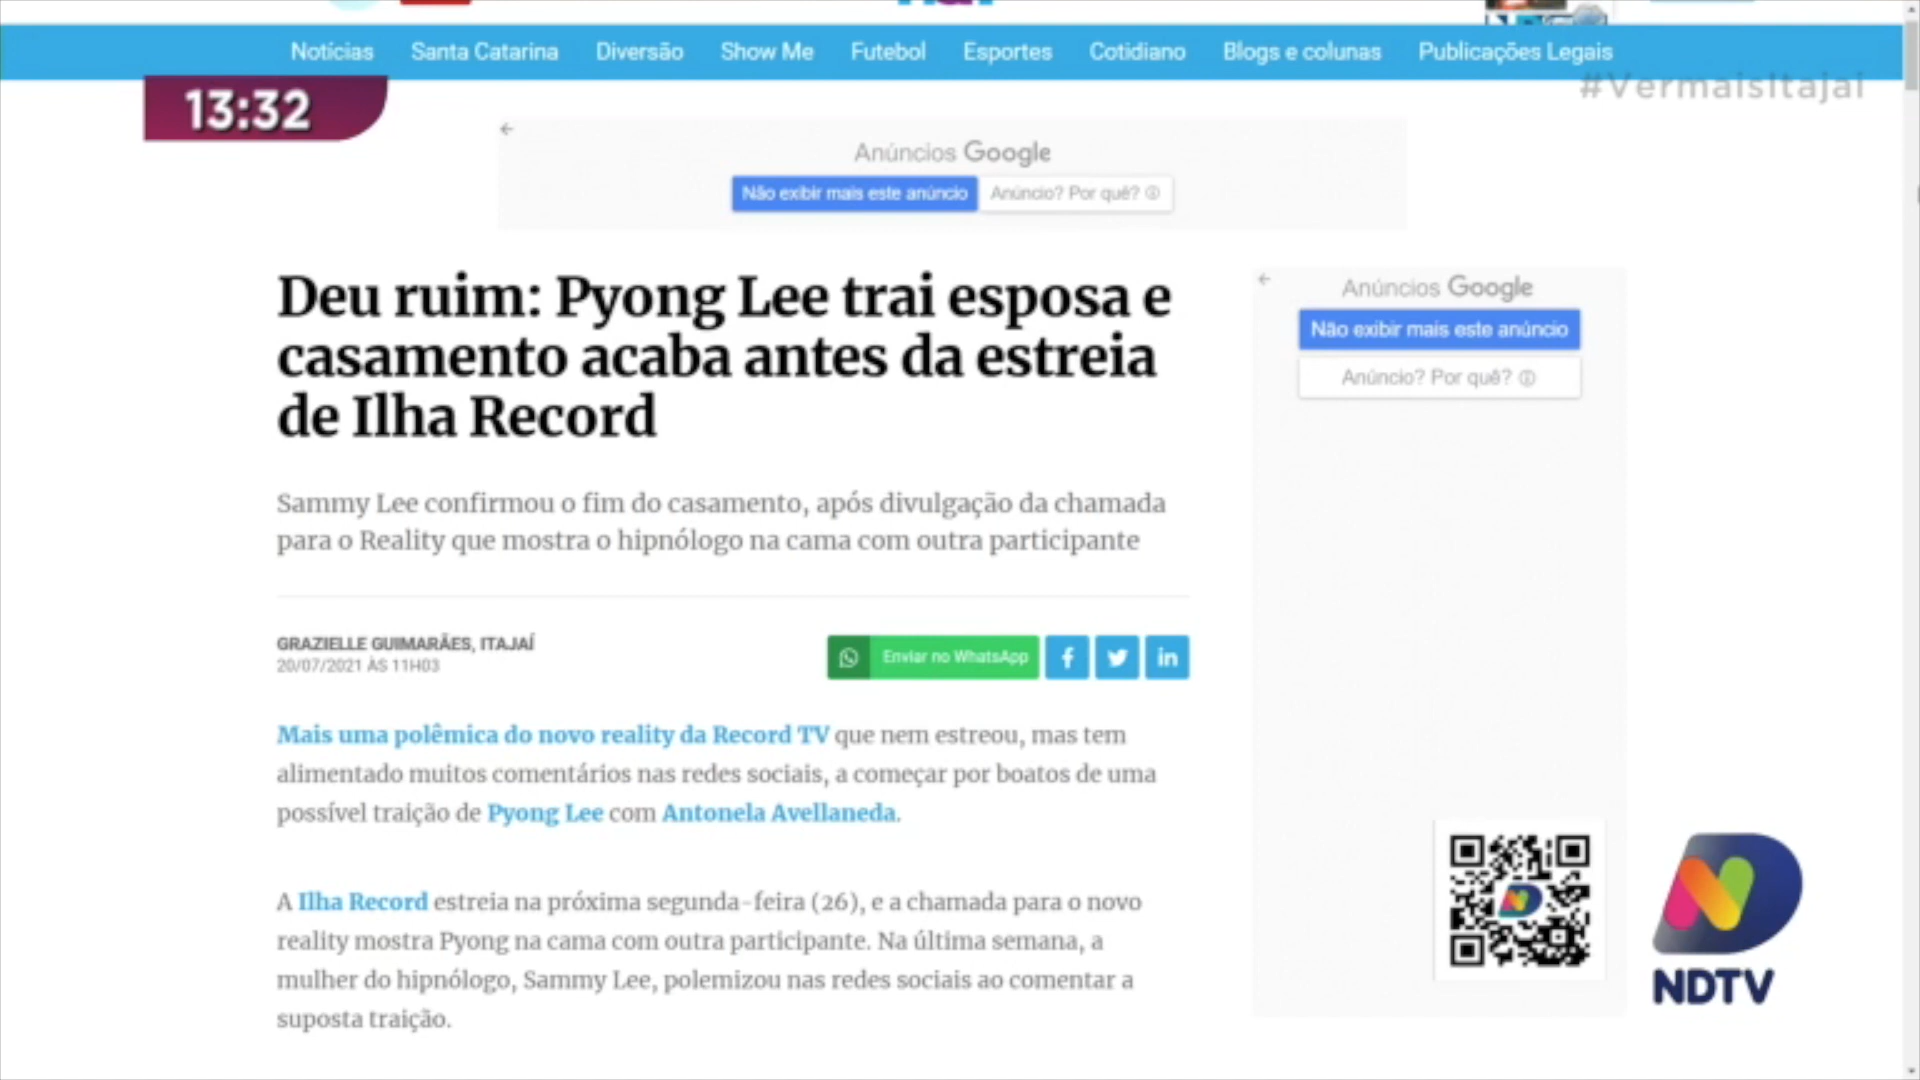 Notícias Santa Catarina Diversão Show Me Futebol Esportes Cotidiano Blogs e colunas Publicações Legais
#VermaisItajaí
13:32
Anúncios Google
Não exibir mais este anúncio Anúncio? Por quê?
Deu ruim: Pyong Lee trai esposa e
casamento acaba antes da estreia
de Ilha Record
Anúncios Google
Não exibir mais este anúncio
Anúncio? Por quê?
Sammy Lee confirmou o fim do casamento, após divulgação da chamada
para o Reality que mostra o hipnólogo na cama com outra participante
GRAZIELLE GUIMARÃES, ITAJAÍ
20/07/2021 ÀS 11H03
Enviar no WhatsApp
Mais uma polêmica do novo reality da Record TV que nem estreou, mas tem
alimentado muitos comentários nas redes sociais, a começar por boatos de uma
possível traição de Pyong Lee com Antonela Avellaneda.
A Ilha Record estreia na próxima segunda-feira (26), e a chamada para o novo
reality mostra Pyong na cama com outra participante. Na última semana, a
mulher do hipnólogo, Sammy Lee, polemizou nas redes sociais ao comentar a
suposta traição.
NDTV